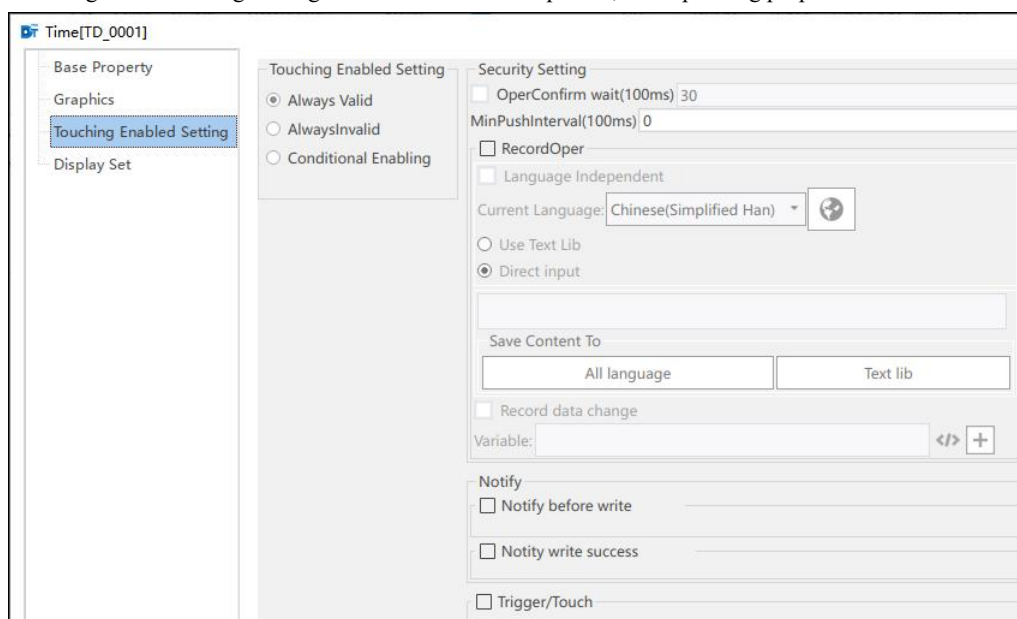 Time[TD_0001]
Base Property
Graphics
Touching Enabled Setting
Display Set
Touching Enabled Setting
Always Valid
AlwaysInvalid
Conditional Enabling
Security Setting
OperConfirm wait(100ms) 30
MinPushInterval(100ms) 0
RecordOper
Language Independent
Current Language: Chinese(Simplified Han)
Use Text Lib
Direct input
Save Content To
All language Text lib
Record data change
Variable: </> +
Notify
Notify before write
Notity write success
Trigger/Touch